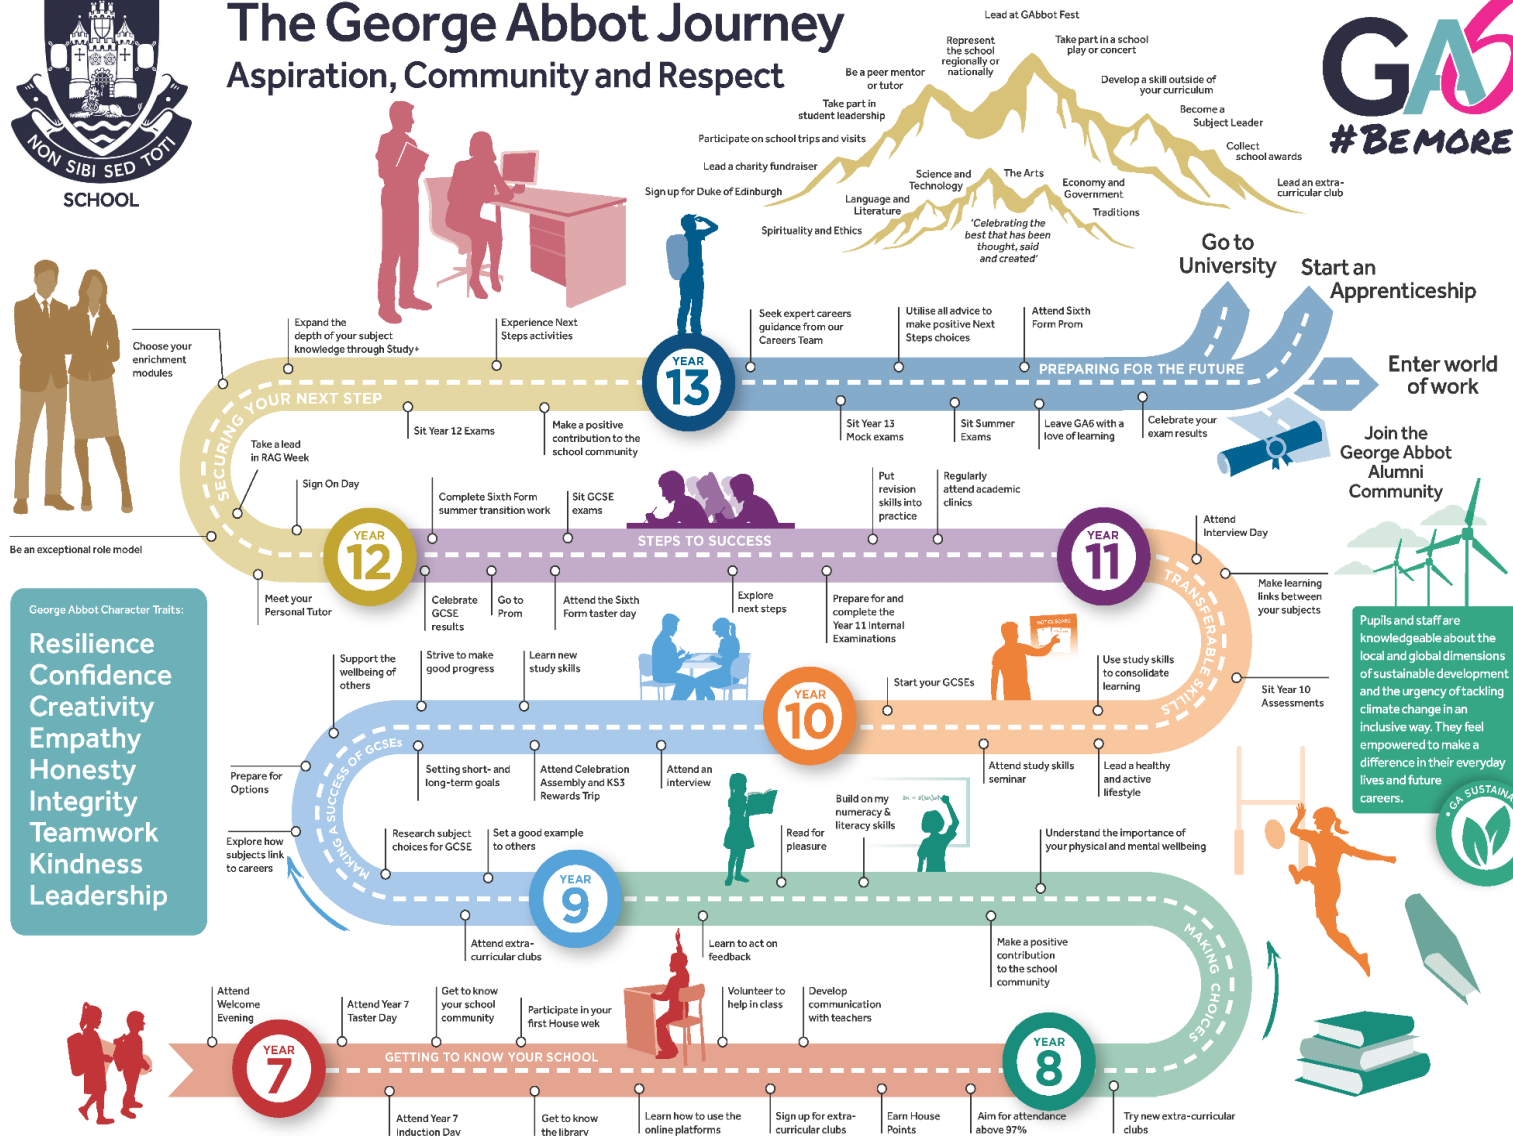 The George Abbot Journey
Aspiration, Community and Respect
NON SIBI SED TOTI
SCHOOL
GA6
#BEMORE
Lead at GAbbot Fest
Represent
the school
regionally or
nationally
Take part in a school
play or concert
Be a peer mentor
or tutor
Develop a skill outside of
your curriculum
Take part in
student leadership
Become a
Subject Leader
Participate on school trips and visits
Collect
school awards
Lead a charity fundraiser
Lead an extra-
curricular club
Sign up for Duke of Edinburgh
Science and
Technology
The Arts
Economy and
Government
Language and
Literature
Traditions
Spirituality and Ethics
'Celebrating the
best that has been
thought, said
and created'
Go to
University
Start an
Apprenticeship
Enter world
of work
Join the
George Abbot
Alumni
Community
Choose your
enrichment
modules
Expand the
depth of your subject
knowledge through Study+
Experience Next
Steps activities
YEAR
13
Seek expert careers
guidance from our
Careers Team
Utilise all advice to
make positive Next
Steps choices
Attend Sixth
Form Prom
PREPARING FOR THE FUTURE
SECURING YOUR NEXT STEP
Sit Year 12 Exams
Make a positive
contribution to the
school community
Sit Year 13
Mock exams
Sit Summer
Exams
Leave GA6 with a
love of learning
Celebrate your
exam results
Take a lead
in RAG Week
Sign On Day
Be an exceptional role model
Meet your
Personal Tutor
YEAR
12
Complete Sixth Form
summer transition work
Sit GCSE
exams
STEPS TO SUCCESS
Put
revision
skills into
practice
Regularly
attend academic
clinics
YEAR
11
Attend
Interview Day
Make learning
links between
your subjects
Celebrate
GCSE
results
Go to
Prom
Attend the Sixth
Form taster day
Explore
next steps
Prepare for and
complete the
Year 11 Internal
Examinations
TRANSFERABLE SKILLS
NOTICE BOARD
George Abbot Character Traits:
Resilience
Confidence
Creativity
Empathy
Honesty
Integrity
Teamwork
Kindness
Leadership
Support the
wellbeing of
others
Strive to make
good progress
Learn new
study skills
YEAR
10
Start your GCSEs
Use study skills
to consolidate
learning
Sit Year 10
Assessments
Pupils and staff are
knowledgeable about the
local and global dimensions
of sustainable development
and the urgency of tackling
climate change in an
inclusive way. They feel
empowered to make a
difference in their everyday
lives and future
careers.
Prepare for
Options
MAKING A SUCCESS OF GCSEs
Setting short- and
long-term goals
Attend Celebration
Assembly and KS3
Rewards Trip
Attend an
interview
Attend study skills
seminar
Lead a healthy
and active
lifestyle
Explore how
subjects link
to careers
Research subject
choices for GCSE
Set a good example
to others
YEAR
9
Read for
pleasure
Build on my
numeracy &
literacy skills
Understand the importance of
your physical and mental wellbeing
Attend extra-
curricular clubs
Learn to act on
feedback
Make a positive
contribution
to the school
community
MAKING CHOICES
Attend
Welcome
Evening
Attend Year 7
Taster Day
Get to know
your school
community
Participate in your
first House wek
Volunteer to
help in class
Develop
communication
with teachers
YEAR
7
GETTING TO KNOW YOUR SCHOOL
YEAR
8
Attend Year 7
Induction Day
Get to know
the library
Learn how to use the
online platforms
Sign up for extra-
curricular clubs
Earn House
Points
Aim for attendance
above 97%
Try new extra-curricular
clubs